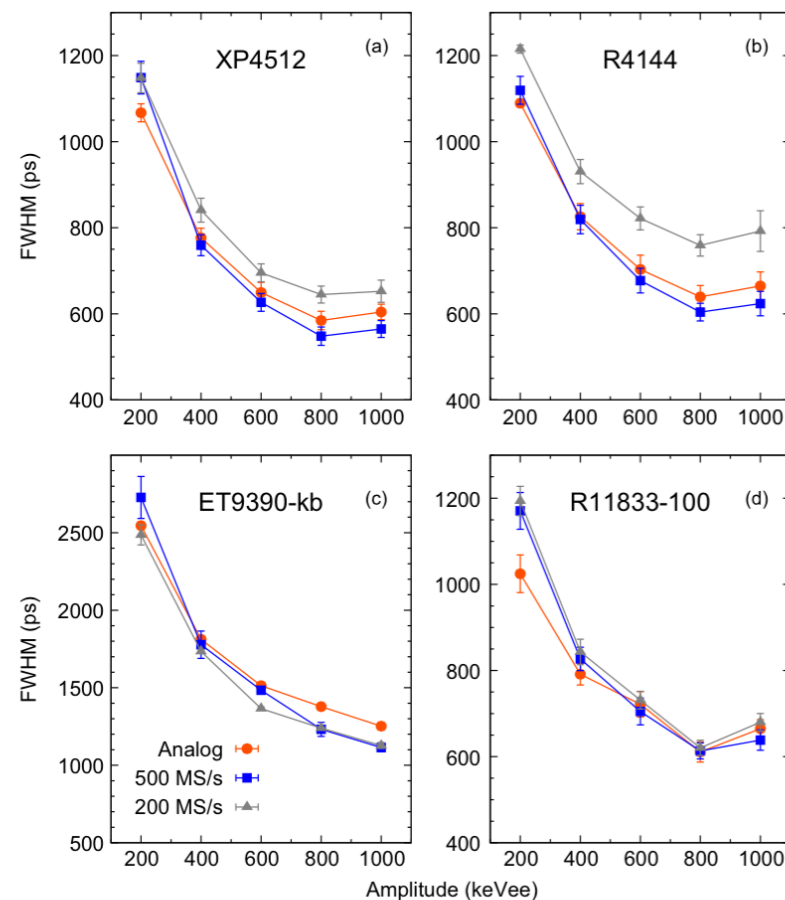 XP4512
(a)
1200
1000
800
600
400
200 400 600 800 1000
FWHM (ps)
R4144
(b)
1200
1000
800
600
400
200 400 600 800 1000
ET9390-kb
(c)
2500
2000
1500
1000
500
200 400 600 800 1000
FWHM (ps)
Analog
500 MS/s
200 MS/s
R11833-100
(d)
1200
1000
800
600
400
200 400 600 800 1000
Amplitude (keVee)